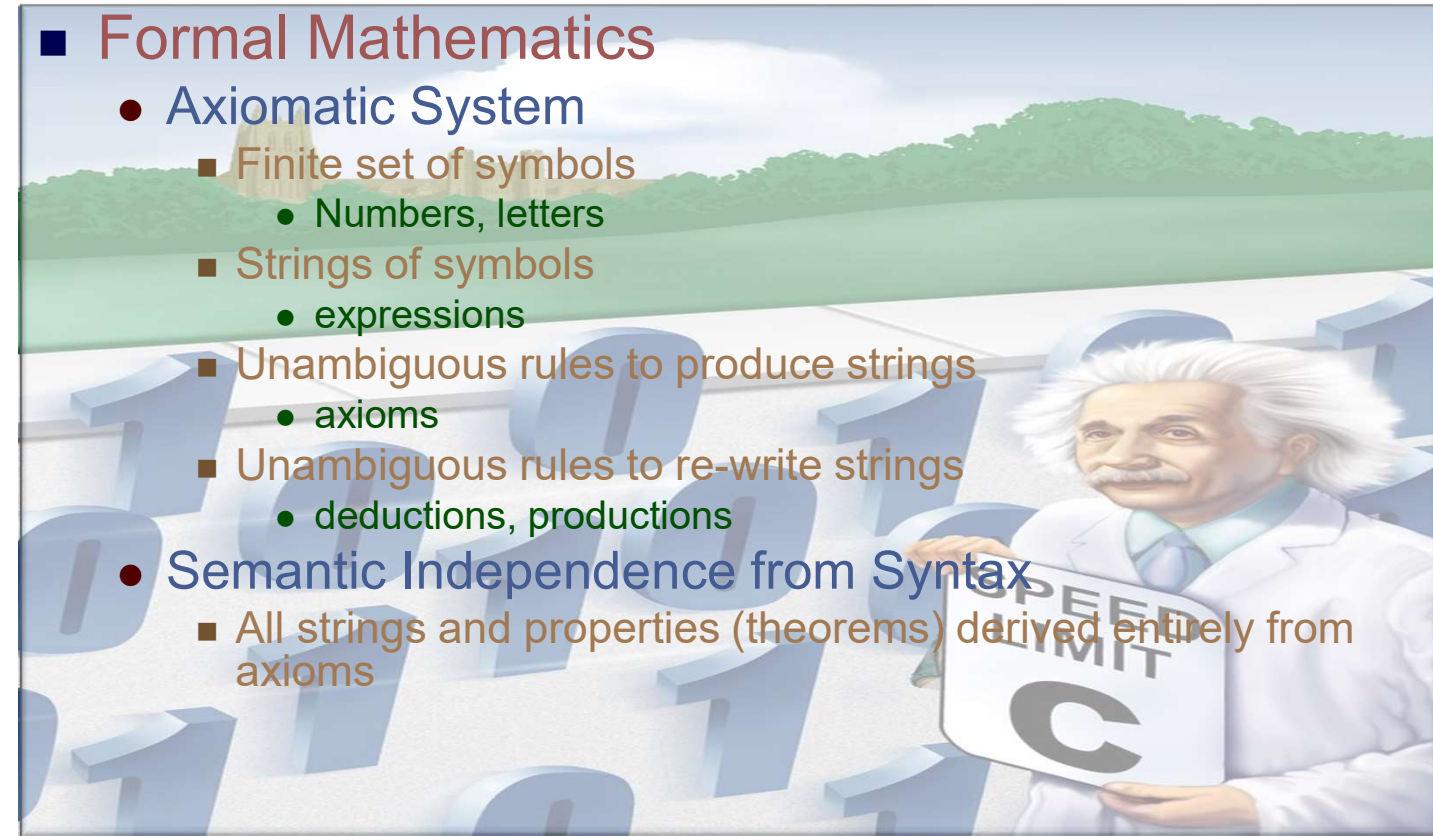 Formal Mathematics
Axiomatic System
Finite set of symbols
Numbers, letters
Strings of symbols
expressions
Unambiguous rules to produce strings
axioms
Unambiguous rules to re-write strings
deductions, productions
Semantic Independence from Syntax
All strings and properties (theorems) derived entirely from
axioms
SPEED
LIMIT
C